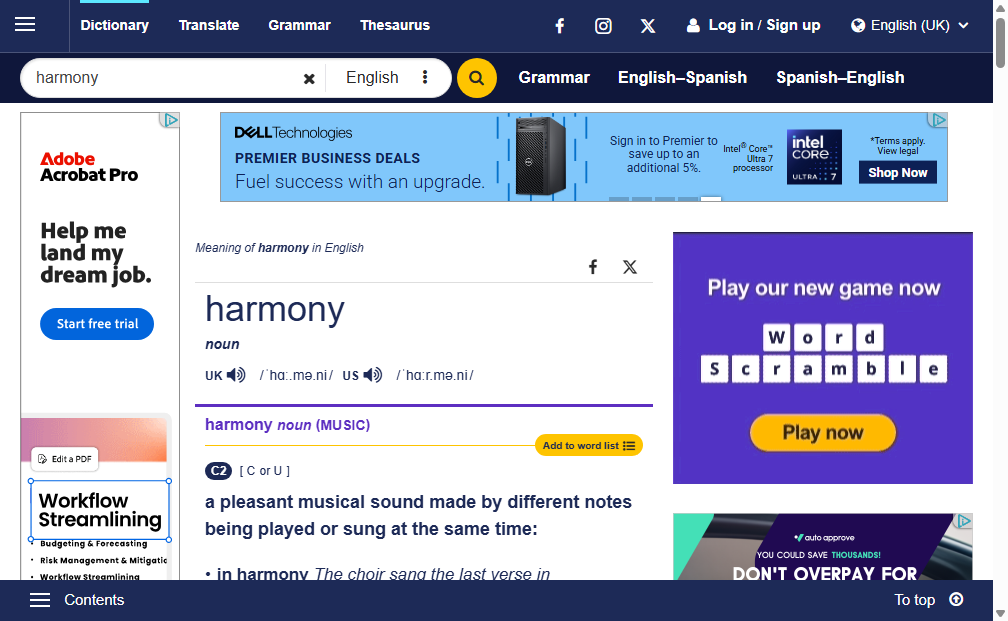 Dictionary Translate Grammar Thesaurus Log in / Sign up English (UK)
harmony English Grammar English–Spanish Spanish–English
Adobe
Acrobat Pro
Help me
land my
dream job.
Start free trial
Edit a PDF
Workflow
Streamlining
• Budgeting & Forecasting
• Risk Management & Mitigatio
• Workflow Streamlining
DELL Technologies
PREMIER BUSINESS DEALS
Fuel success with an upgrade.
Sign in to Premier to
save up to an
additional 5%.
Intel® Core™
Ultra 7
processor
intel
CORE
ULTRA 7
*Terms apply.
View legal
Shop Now
Meaning of harmony in English
harmony
noun
UK /ˈhɑː.mə.ni/ US /ˈhɑːr.mə.ni/
harmony noun (MUSIC)
Add to word list
C2 [ C or U ]
a pleasant musical sound made by different notes
being played or sung at the same time:
• in harmony The choir sang the last verse in
Play our new game now
Word
Scramble
Play now
auto approve
YOU COULD SAVE THOUSANDS!
DON'T OVERPAY FOR
Contents To top